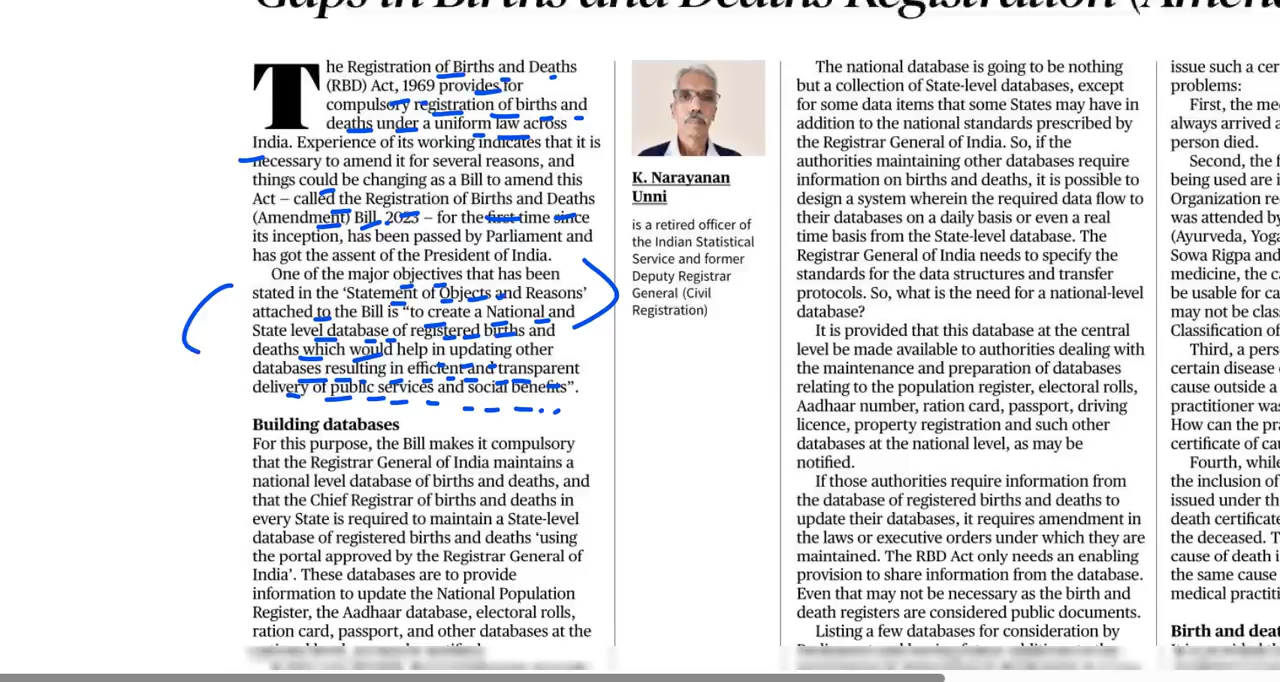 Gaps in Births and Deaths Registration (Amen
The Registration of Births and Deaths
(RBD) Act, 1969 provides for
compulsory registration of births and
deaths under a uniform law across
India. Experience of its working indicates that it is
necessary to amend it for several reasons, and
things could be changing as a Bill to amend this
Act – called the Registration of Births and Deaths
(Amendment) Bill, 2023 – for the first time since
its inception, has been passed by Parliament and
has got the assent of the President of India.
One of the major objectives that has been
stated in the ‘Statement of Objects and Reasons’
attached to the Bill is “to create a National and
State level database of registered births and
deaths which would help in updating other
databases resulting in efficient and transparent
delivery of public services and social benefits”.
Building databases
For this purpose, the Bill makes it compulsory
that the Registrar General of India maintains a
national level database of births and deaths, and
that the Chief Registrar of births and deaths in
every State is required to maintain a State-level
database of registered births and deaths ‘using
the portal approved by the Registrar General of
India’. These databases are to provide
information to update the National Population
Register, the Aadhaar database, electoral rolls,
ration card, passport, and other databases at the
K. Narayanan
Unni
is a retired officer of
the Indian Statistical
Service and former
Deputy Registrar
General (Civil
Registration)
The national database is going to be nothing
but a collection of State-level databases, except
for some data items that some States may have in
addition to the national standards prescribed by
the Registrar General of India. So, if the
authorities maintaining other databases require
information on births and deaths, it is possible to
design a system wherein the required data flow to
their databases on a daily basis or even a real
time basis from the State-level database. The
Registrar General of India needs to specify the
standards for the data structures and transfer
protocols. So, what is the need for a national-level
database?
It is provided that this database at the central
level be made available to authorities dealing with
the maintenance and preparation of databases
relating to the population register, electoral rolls,
Aadhaar number, ration card, passport, driving
licence, property registration and such other
databases at the national level, as may be
notified.
If those authorities require information from
the database of registered births and deaths to
update their databases, it requires amendment in
the laws or executive orders under which they are
maintained. The RBD Act only needs an enabling
provision to share information from the database.
Even that may not be necessary as the birth and
death registers are considered public documents.
Listing a few databases for consideration by
issue such a cer
problems:
First, the me
always arrived a
person died.
Second, the f
being used are i
Organization re
was attended by
(Ayurveda, Yoga
Sowa Rigpa and
medicine, the ca
be usable for ca
may not be clas
Classification of
Third, a pers
certain disease
cause outside a
practitioner was
How can the pra
certificate of cau
Fourth, while
the inclusion of
issued under th
death certificate
the deceased. T
cause of death i
the same cause
medical practiti
Birth and deat